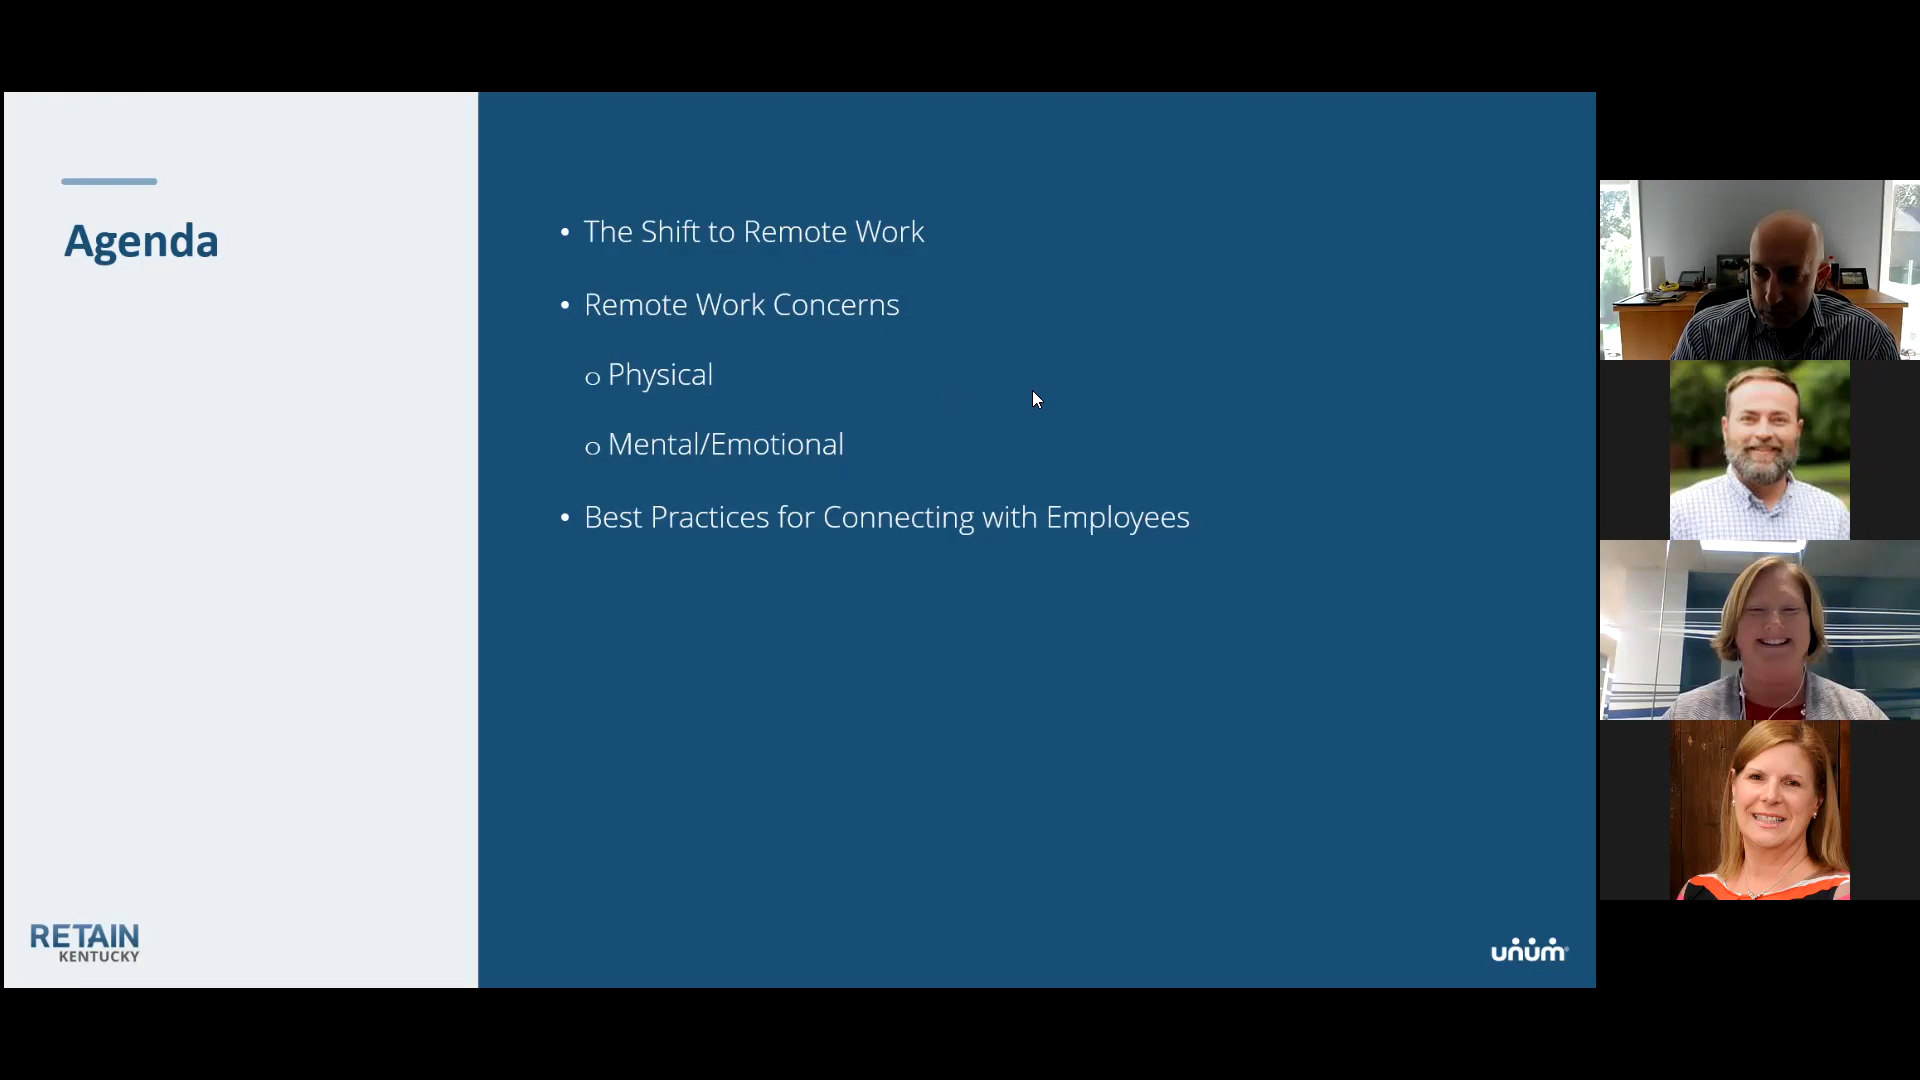 Agenda
• The Shift to Remote Work
• Remote Work Concerns
o Physical
o Mental/Emotional
• Best Practices for Connecting with Employees
RETAIN
KENTUCKY
unum